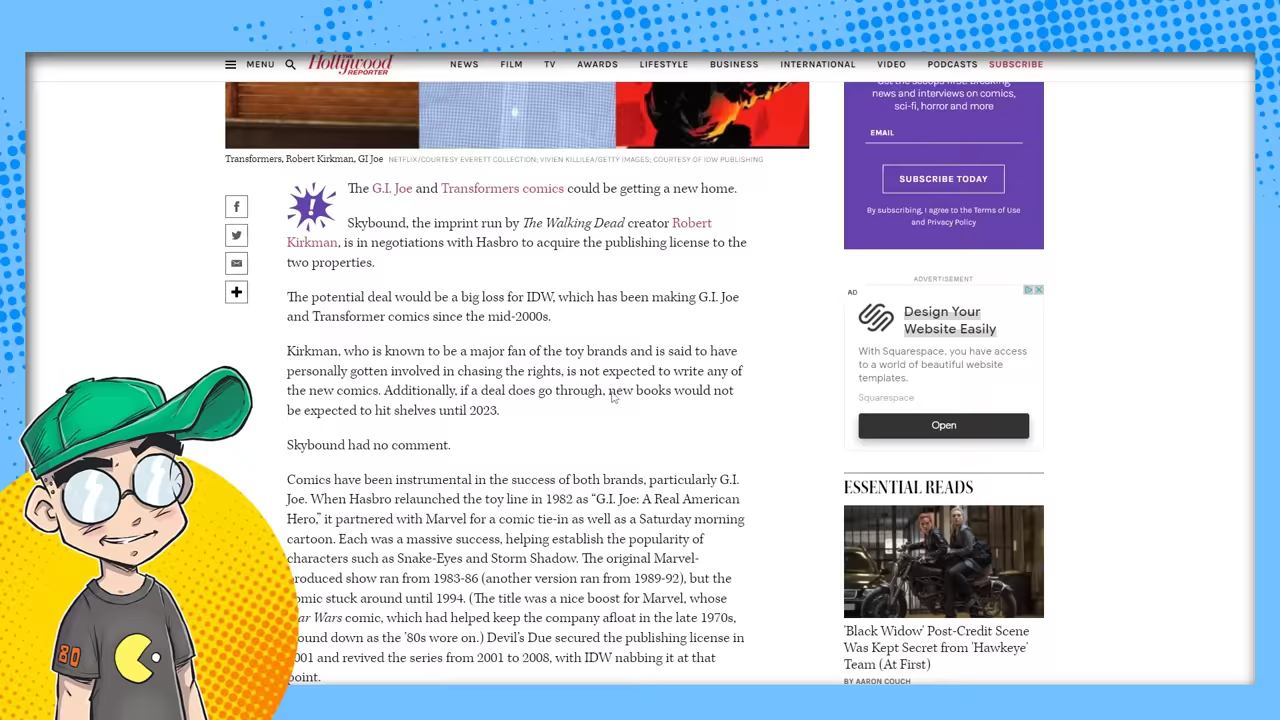 MENU
The Hollywood
REPORTER
NEWS FILM TV AWARDS LIFESTYLE BUSINESS INTERNATIONAL VIDEO PODCASTS SUBSCRIBE
Transformers, Robert Kirkman, GI Joe NETFLIX/COURTESY EVERETT COLLECTION; VIVIEN KILLILEA/GETTY IMAGES; COURTESY OF IDW PUBLISHING
The G.I. Joe and Transformers comics could be getting a new home.
Skybound, the imprint run by The Walking Dead creator Robert
Kirkman, is in negotiations with Hasbro to acquire the publishing license to the
two properties.
The potential deal would be a big loss for IDW, which has been making G.I. Joe
and Transformer comics since the mid-2000s.
Kirkman, who is known to be a major fan of the toy brands and is said to have
personally gotten involved in chasing the rights, is not expected to write any of
the new comics. Additionally, if a deal does go through, new books would not
be expected to hit shelves until 2023.
Skybound had no comment.
Comics have been instrumental in the success of both brands, particularly G.I.
Joe. When Hasbro relaunched the toy line in 1982 as “G.I. Joe: A Real American
Hero,” it partnered with Marvel for a comic tie-in as well as a Saturday morning
cartoon. Each was a massive success, helping establish the popularity of
characters such as Snake-Eyes and Storm Shadow. The original Marvel-
produced show ran from 1983-86 (another version ran from 1989-92), but the
mic stuck around until 1994. (The title was a nice boost for Marvel, whose
ar Wars comic, which had helped keep the company afloat in the late 1970s,
ound down as the ’80s wore on.) Devil’s Due secured the publishing license in
001 and revived the series from 2001 to 2008, with IDW nabbing it at that
point.
news and interviews on comics,
sci-fi, horror and more
EMAIL
SUBSCRIBE TODAY
By subscribing, I agree to the Terms of Use
and Privacy Policy
ADVERTISEMENT
AD
Design Your
Website Easily
With Squarespace, you have access
to a world of beautiful website
templates.
Squarespace
Open
ESSENTIAL READS
‘Black Widow’ Post-Credit Scene
Was Kept Secret from ‘Hawkeye’
Team (At First)
BY AARON COUCH
80